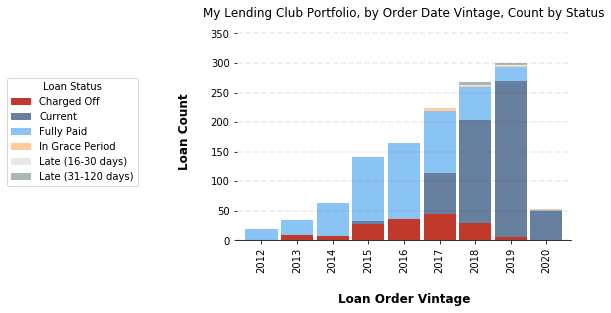 My Lending Club Portfolio, by Order Date Vintage, Count by Status
Loan Status
Charged Off
Current
Fully Paid
In Grace Period
Late (16-30 days)
Late (31-120 days)
Loan Count
350
300
250
200
150
100
50
0
2012
2013
2014
2015
2016
2017
2018
2019
2020
Loan Order Vintage